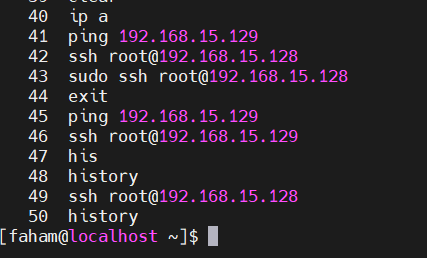 40 ip a
41 ping 192.168.15.129
42 ssh root@192.168.15.128
43 sudo ssh root@192.168.15.128
44 exit
45 ping 192.168.15.129
46 ssh root@192.168.15.129
47 his
48 history
49 ssh root@192.168.15.128
50 history
[faham@localhost ~]$